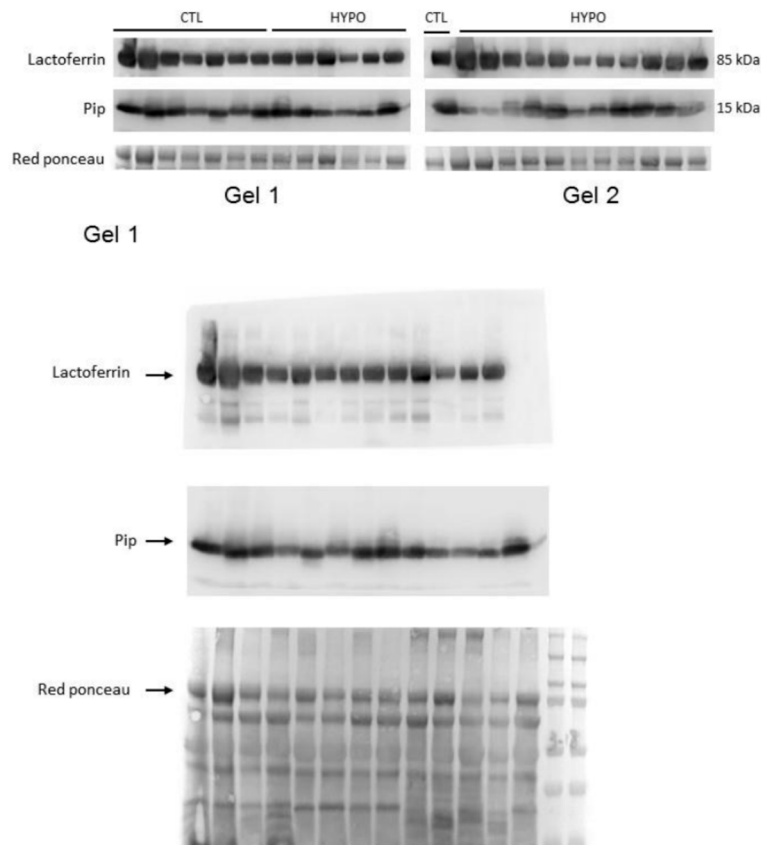 CTL HYPO CTL HYPO
Lactoferrin 85 kDa
Pip 15 kDa
Red ponceau
Gel 1 Gel 2
Gel 1
Lactoferrin
Pip
Red ponceau